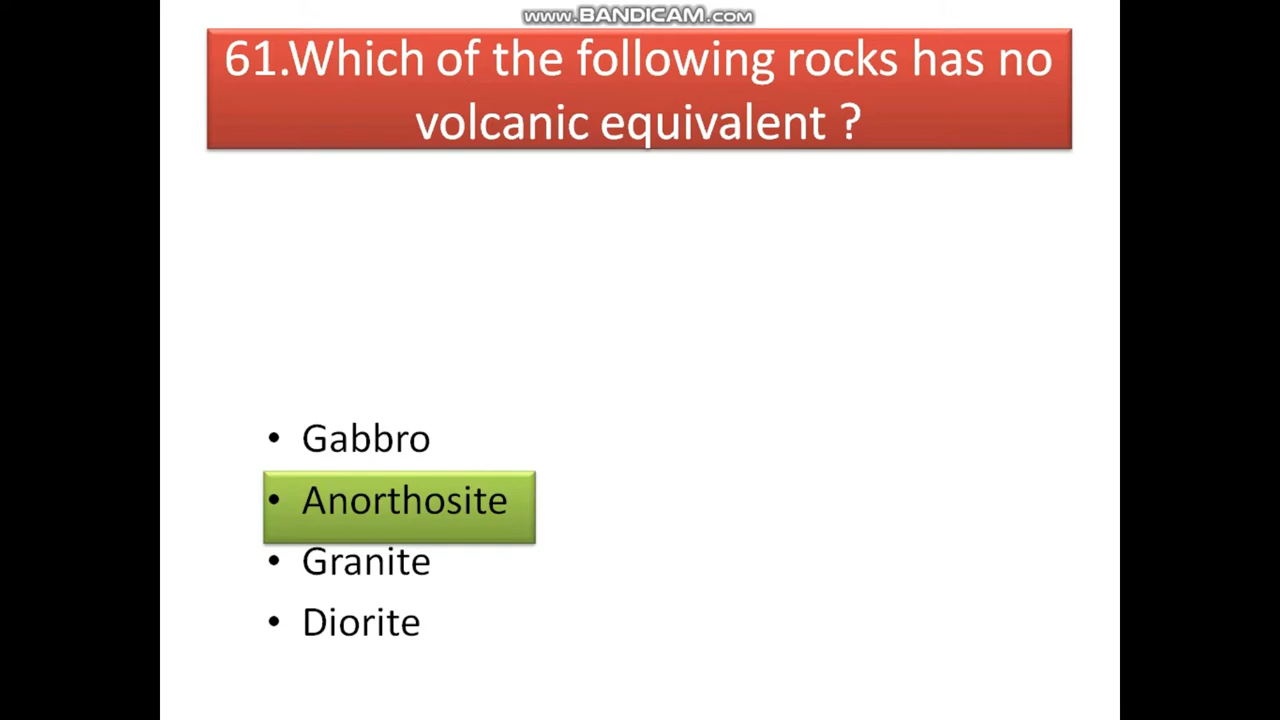 www.BANDICAM.com
61.Which of the following rocks has no
volcanic equivalent ?
• Gabbro
• Anorthosite
• Granite
• Diorite